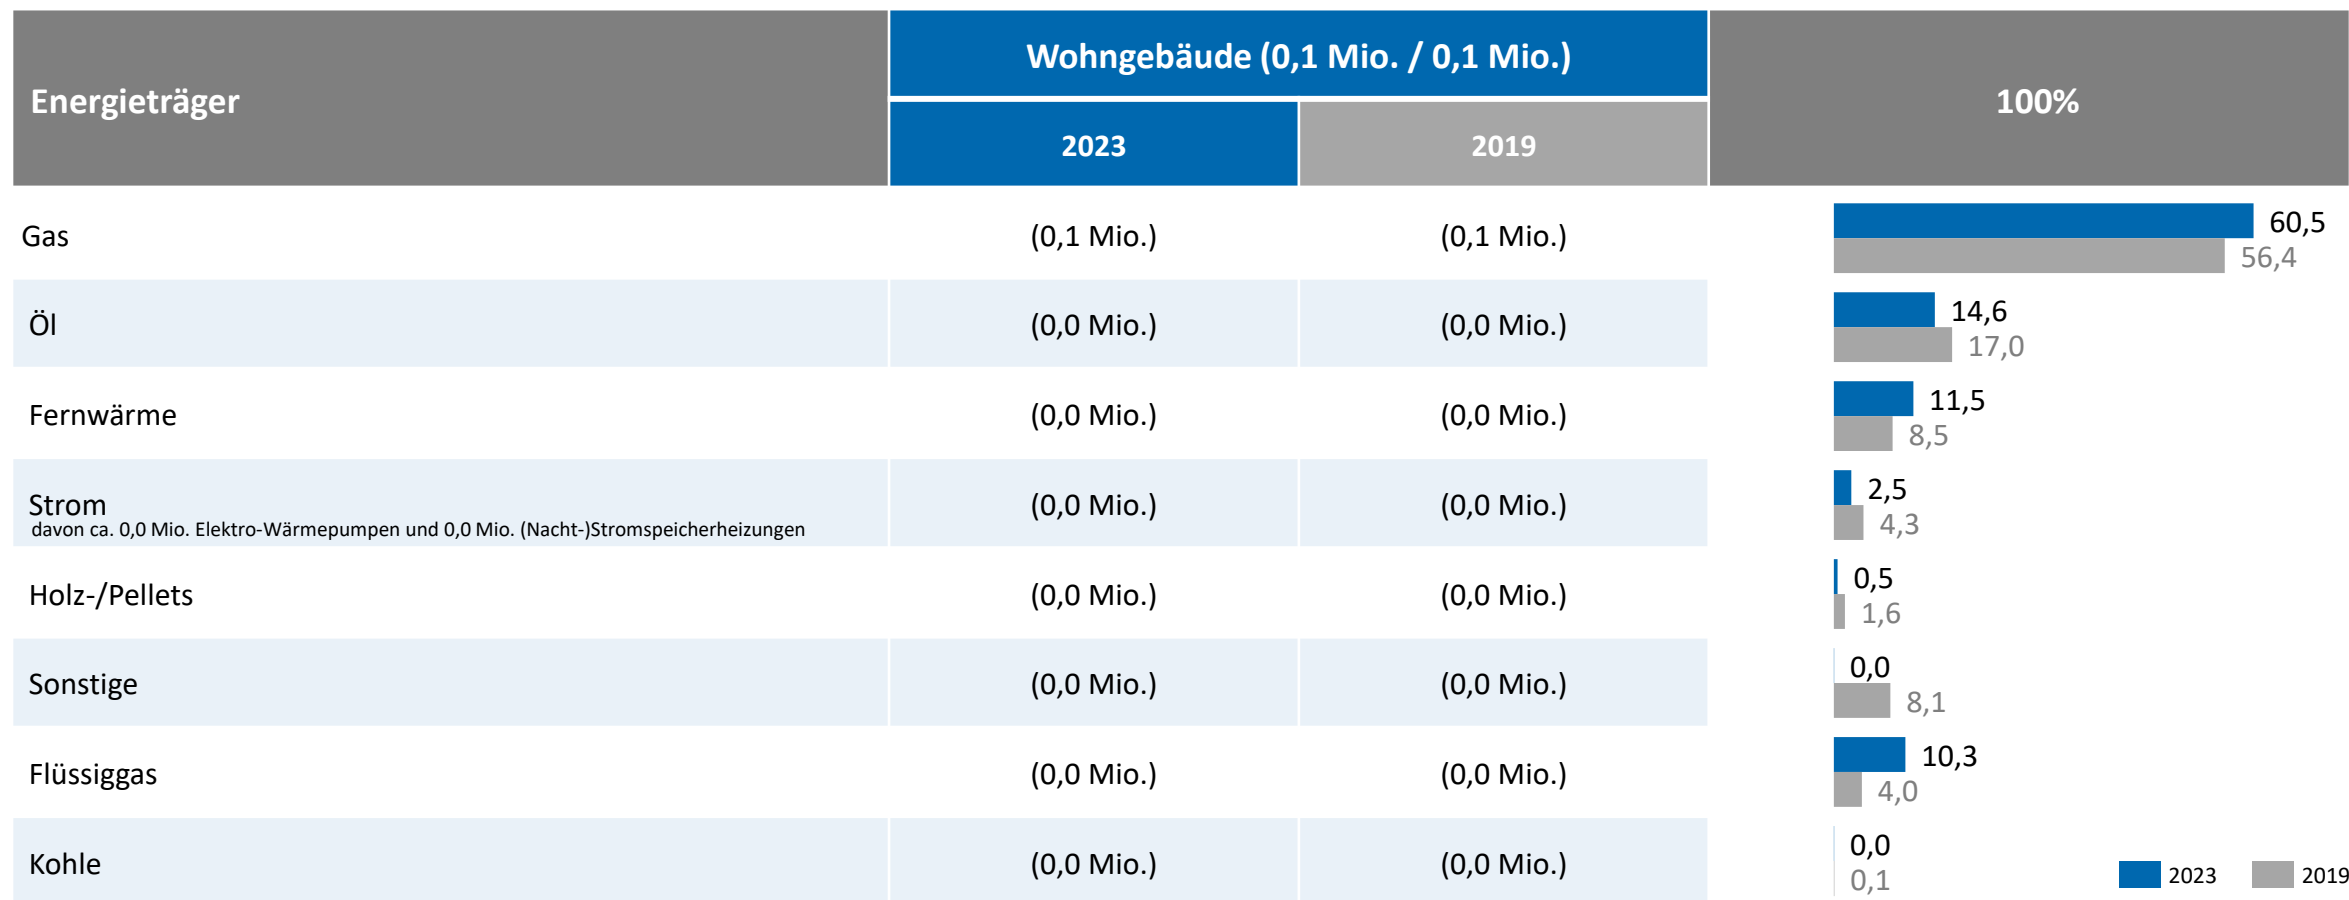 Energieträger
Wohngebäude (0,1 Mio. / 0,1 Mio.)
2023
2019
100%
Gas
(0,1 Mio.)
(0,1 Mio.)
60,5
56,4
Öl
(0,0 Mio.)
(0,0 Mio.)
14,6
17,0
Fernwärme
(0,0 Mio.)
(0,0 Mio.)
11,5
8,5
Strom
davon ca. 0,0 Mio. Elektro-Wärmepumpen und 0,0 Mio. (Nacht-)Stromspeicherheizungen
(0,0 Mio.)
(0,0 Mio.)
2,5
4,3
Holz-/Pellets
(0,0 Mio.)
(0,0 Mio.)
0,5
1,6
Sonstige
(0,0 Mio.)
(0,0 Mio.)
0,0
8,1
Flüssiggas
(0,0 Mio.)
(0,0 Mio.)
10,3
4,0
Kohle
(0,0 Mio.)
(0,0 Mio.)
0,0
0,1
2023
2019